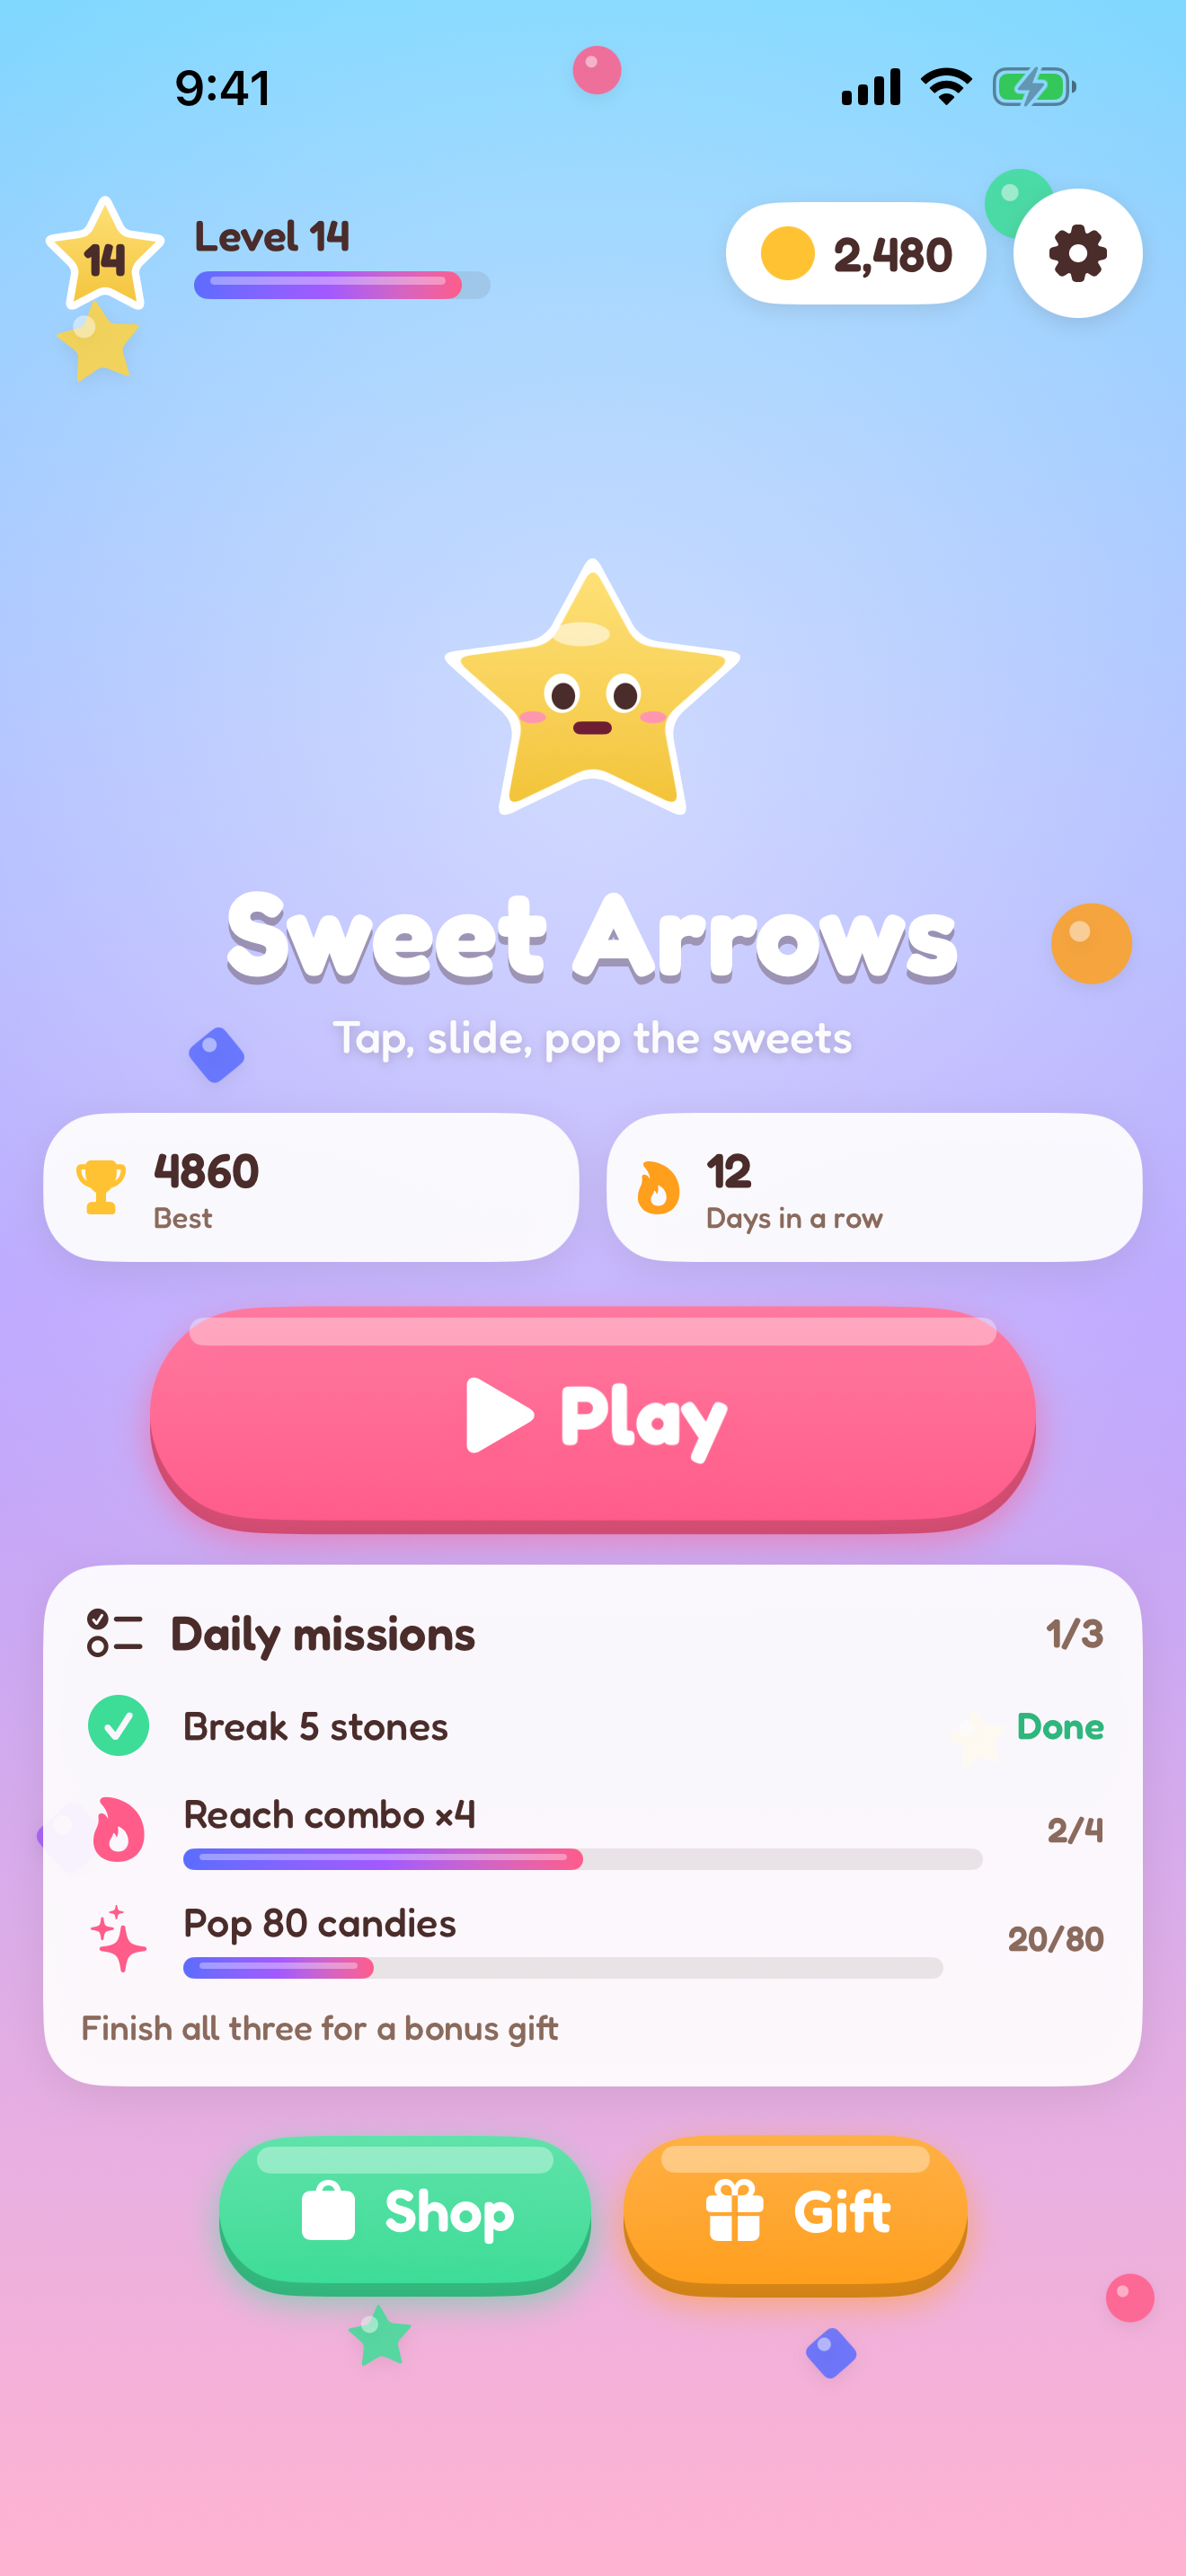 9:41
14
Level 14
2,480
Sweet Arrows
Tap, slide, pop the sweets
4860
Best
12
Days in a row
Play
Daily missions
1/3
Break 5 stones
Done
Reach combo x4
2/4
Pop 80 candies
20/80
Finish all three for a bonus gift
Shop
Gift